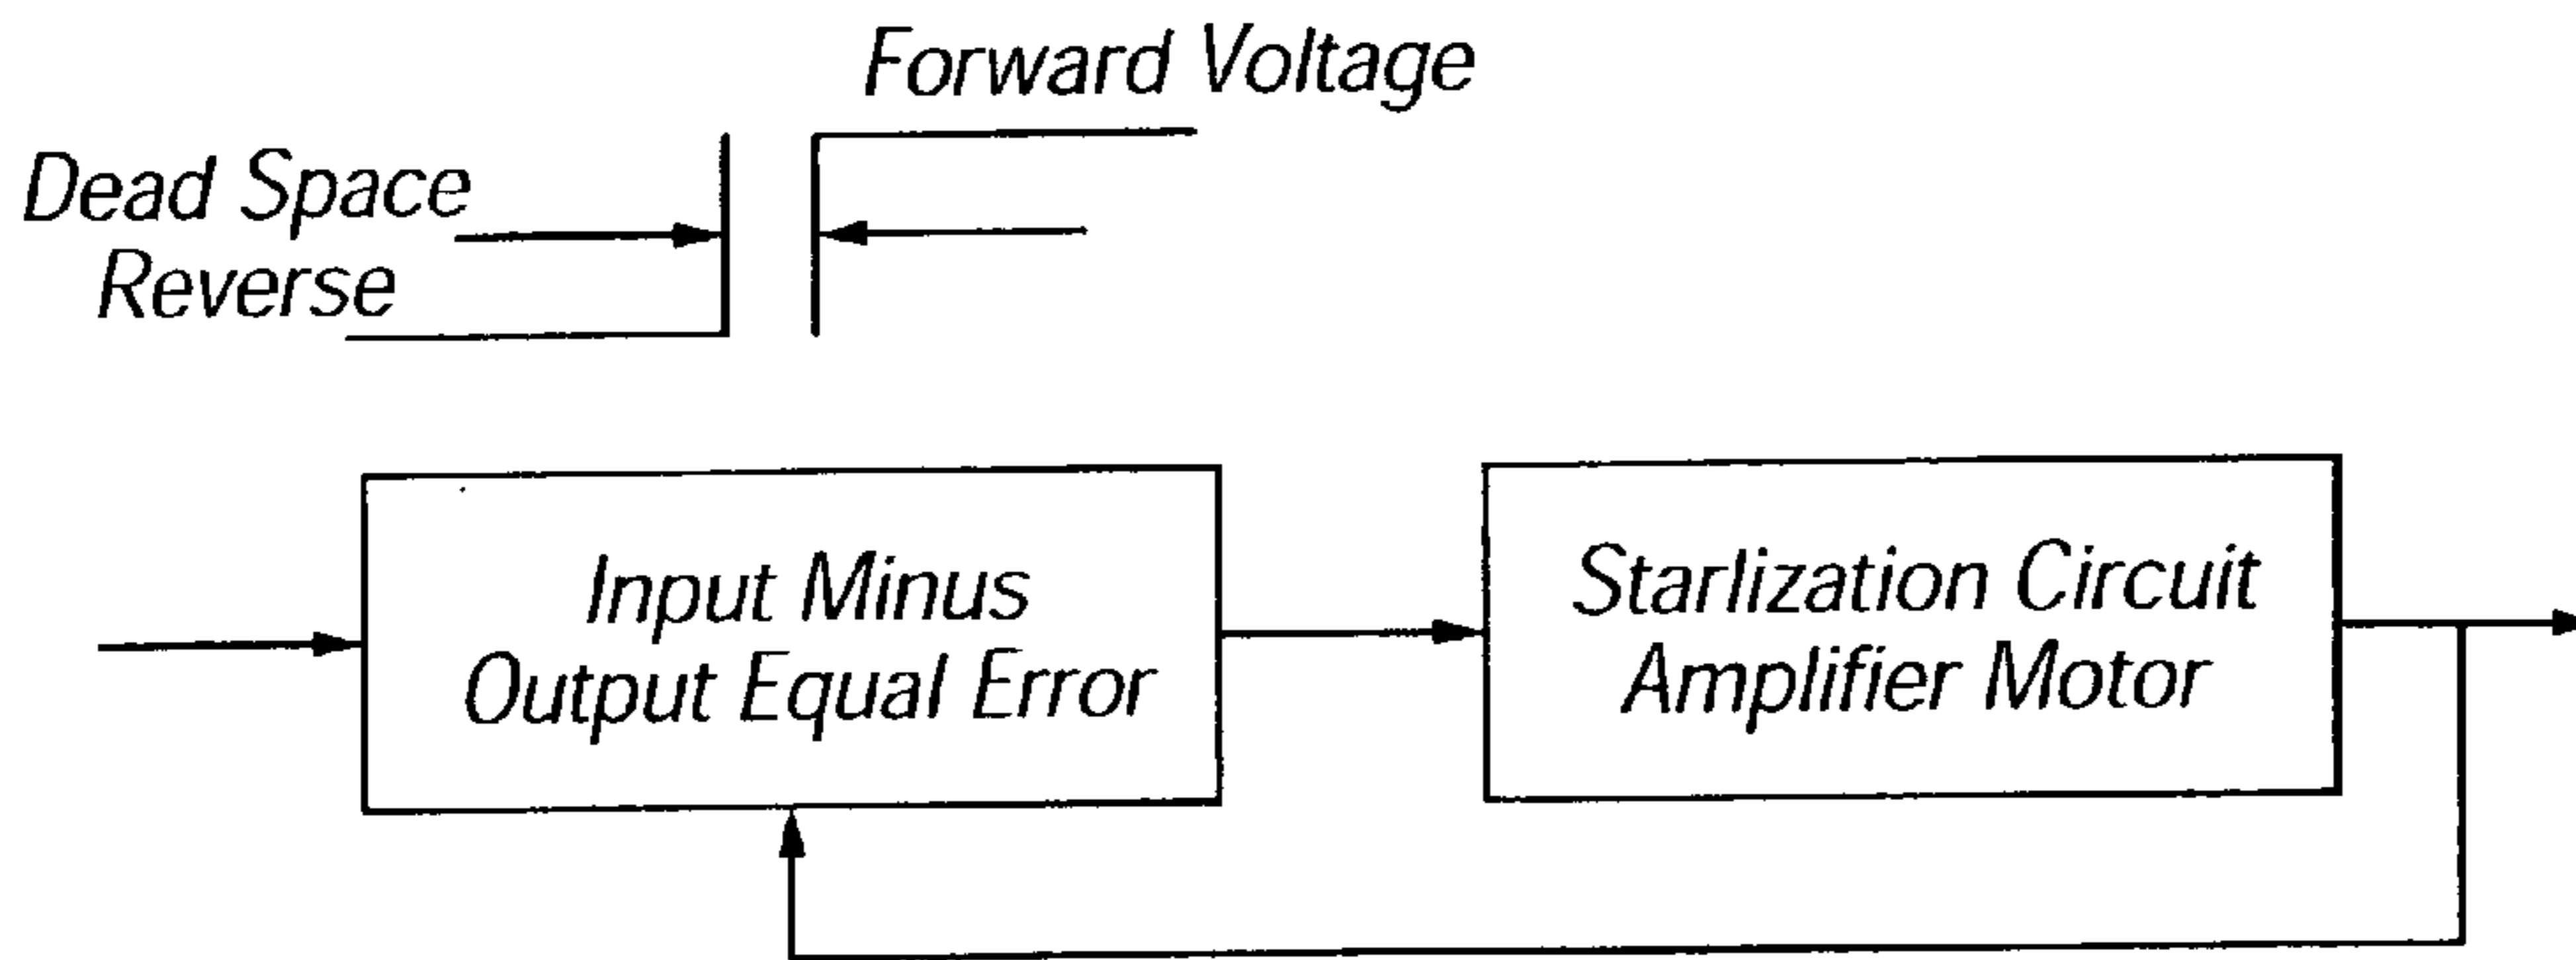 Forward Voltage
Dead Space
Reverse
Input Minus
Output Equal Error
Starlization Circuit
Amplifier Motor